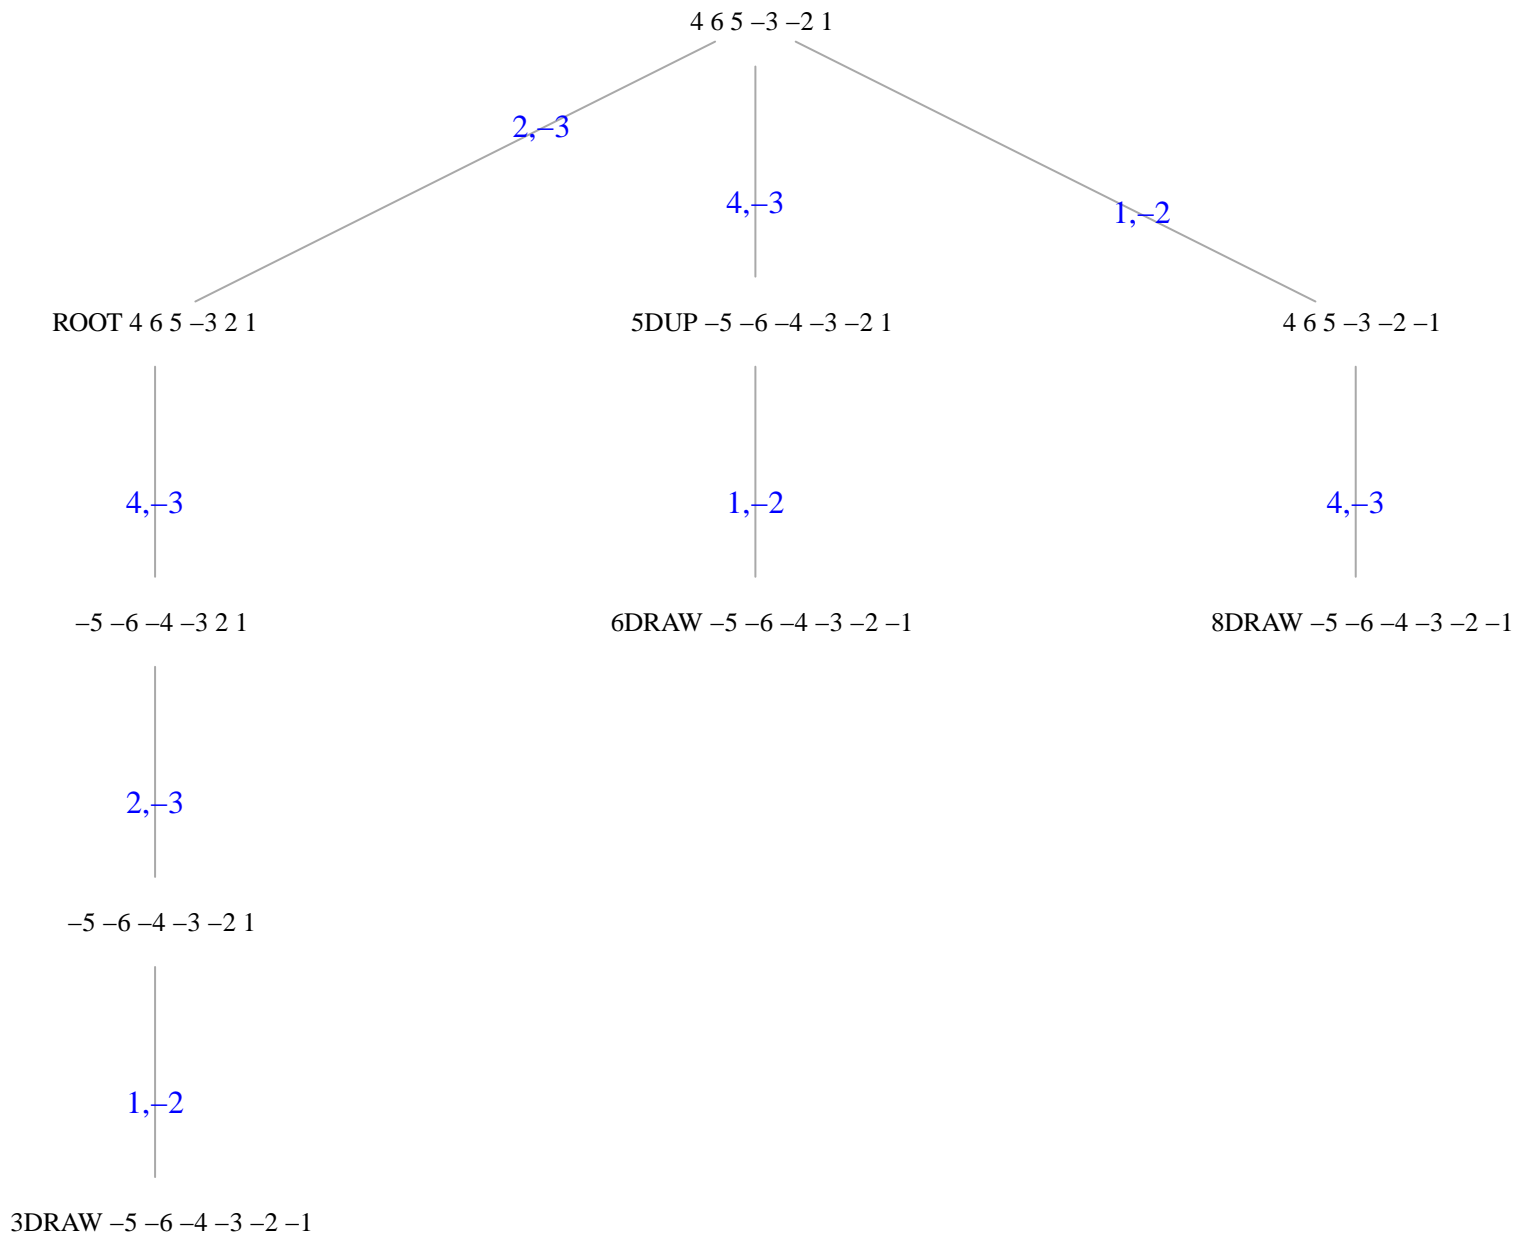 4 6 5 –3 –2 1
2,–3
4,–3
1,–2
ROOT 4 6 5 –3 2 1
5DUP –5 –6 –4 –3 –2 1
4 6 5 –3 –2 –1
4,–3
1,–2
4,–3
–5 –6 –4 –3 2 1
6DRAW –5 –6 –4 –3 –2 –1
8DRAW –5 –6 –4 –3 –2 –1
2,–3
–5 –6 –4 –3 –2 1
1,–2
3DRAW –5 –6 –4 –3 –2 –1